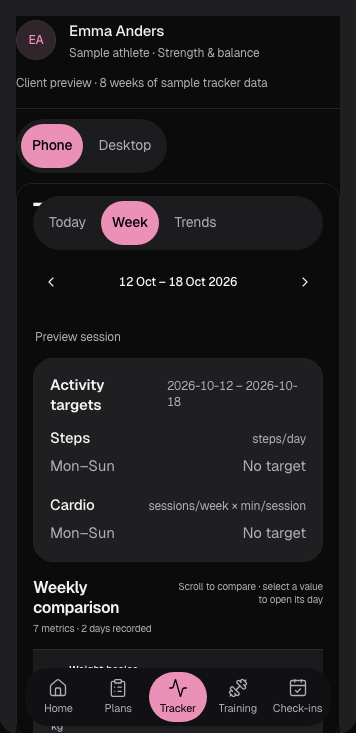 EA
Emma Anders
Sample athlete · Strength & balance
Client preview · 8 weeks of sample tracker data
Phone
Desktop
Today
Week
Trends
12 Oct – 18 Oct 2026
Preview session
Activity targets
2026-10-12 – 2026-10-18
Steps
steps/day
Mon–Sun
No target
Cardio
sessions/week × min/session
Mon–Sun
No target
Weekly comparison
Scroll to compare · select a value to open its day
7 metrics · 2 days recorded
kg
Home
Plans
Tracker
Training
Check-ins